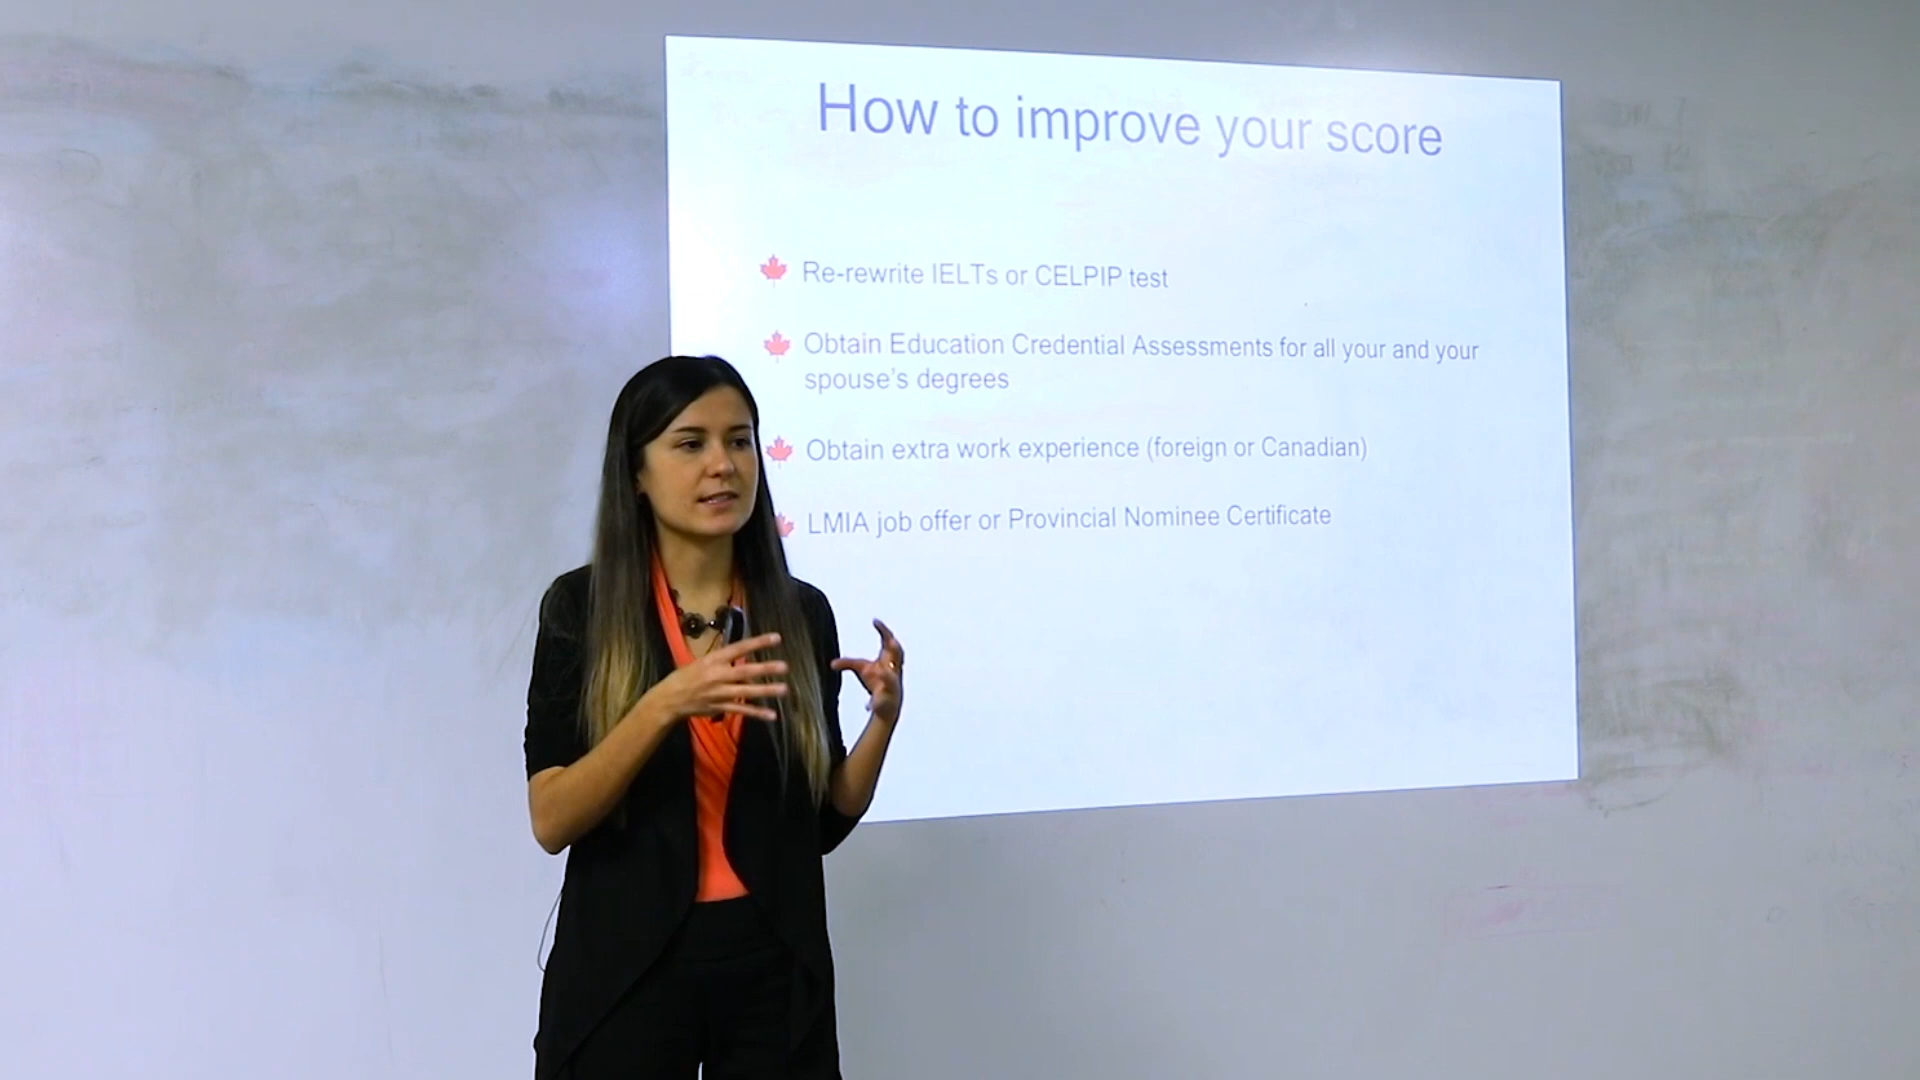 How to improve your score
Re-rewrite IELTs or CELPIP test
Obtain Education Credential Assessments for all your and your
spouse's degrees
Obtain extra work experience (foreign or Canadian)
LMIA job offer or Provincial Nominee Certificate